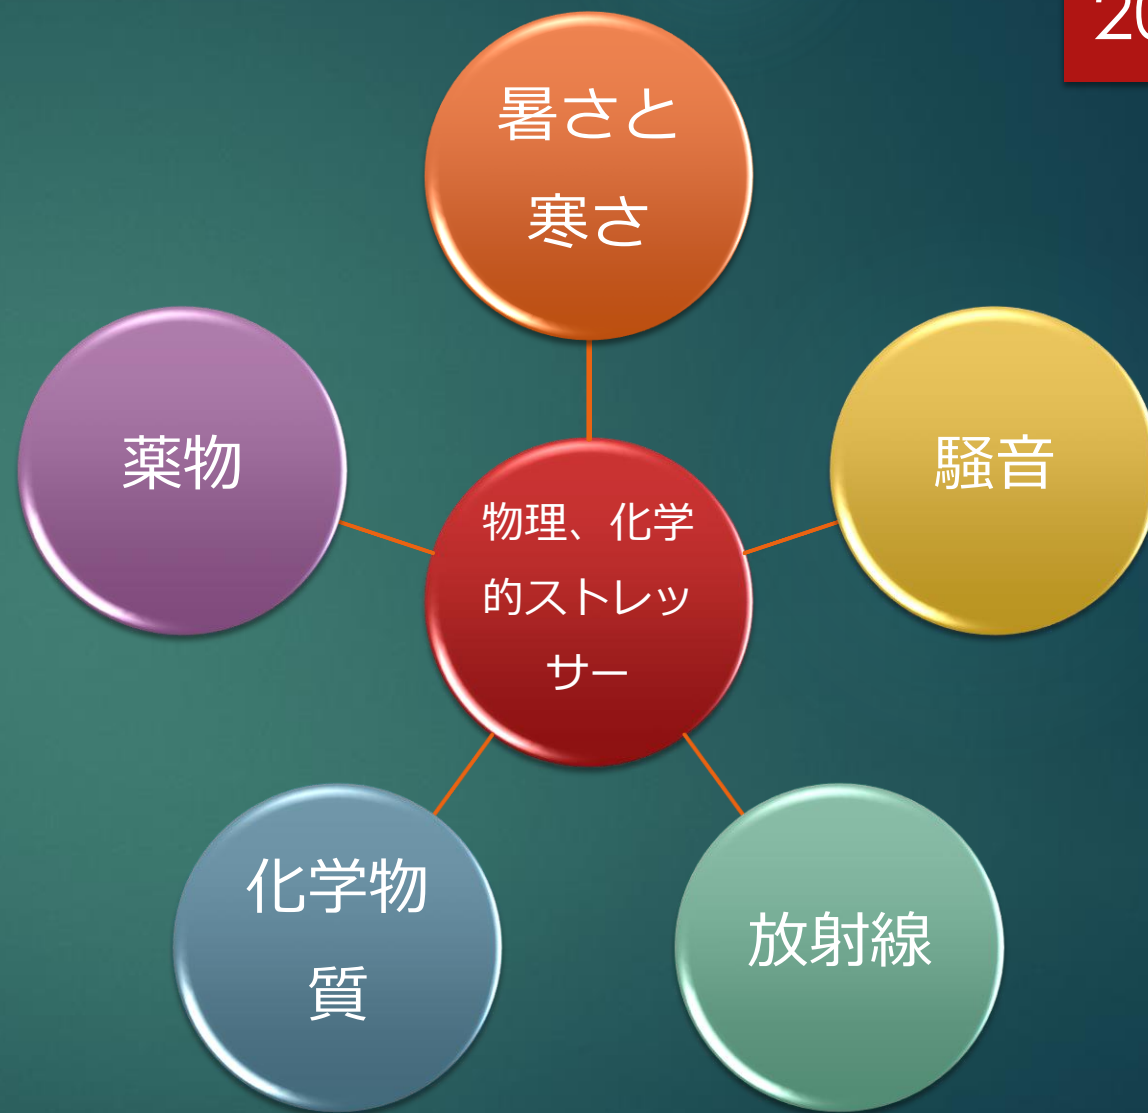 20
暑さと
寒さ
薬物
騒音
物理、化学
的ストレッ
サー
化学物
質
放射線